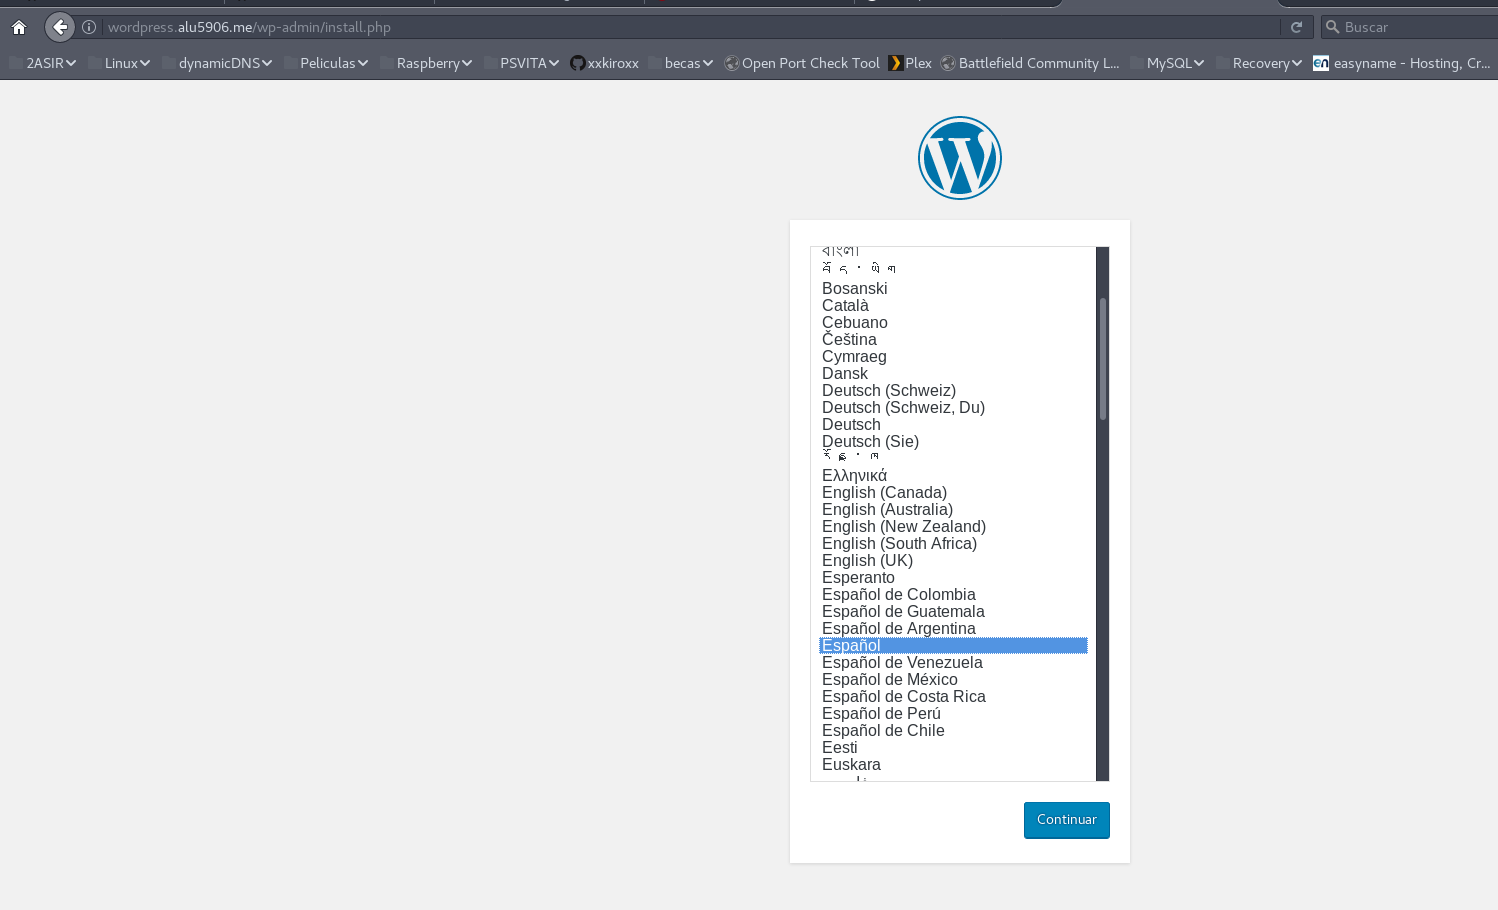 wordpress.alu5906.me/wp-admin/install.php
Buscar
2ASIR Linux dynamicDNS Peliculas Raspberry PSVITA xxkiroxx becas Open Port Check Tool Plex Battlefield Community L... MySQL Recovery easyname - Hosting, Cr...
বাংলা
བོད་ཡིག
Bosanski
Català
Cebuano
Čeština
Cymraeg
Dansk
Deutsch (Schweiz)
Deutsch (Schweiz, Du)
Deutsch
Deutsch (Sie)
རྫོང་ཁ
Ελληνικά
English (Canada)
English (Australia)
English (New Zealand)
English (South Africa)
English (UK)
Esperanto
Español de Colombia
Español de Guatemala
Español de Argentina
Español
Español de Venezuela
Español de México
Español de Costa Rica
Español de Perú
Español de Chile
Eesti
Euskara
Continuar